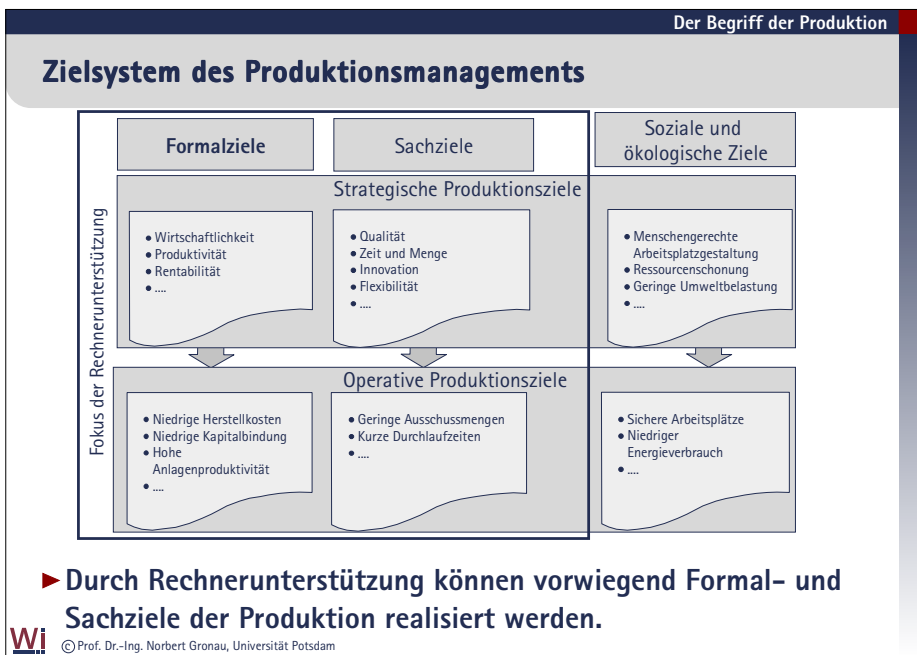 Der Begriff der Produktion
Zielsystem des Produktionsmanagements
Fokus der Rechnerunterstützung
Formalziele
Sachziele
Soziale und
ökologische Ziele
Strategische Produktionsziele
• Wirtschaftlichkeit
• Produktivität
• Rentabilität
• ....
• Qualität
• Zeit und Menge
• Innovation
• Flexibilität
• ....
• Menschengerechte
Arbeitsplatzgestaltung
• Ressourcenschonung
• Geringe Umweltbelastung
• ....
Operative Produktionsziele
• Niedrige Herstellkosten
• Niedrige Kapitalbindung
• Hohe
Anlagenproduktivität
• ....
• Geringe Ausschussmengen
• Kurze Durchlaufzeiten
• ....
• Sichere Arbeitsplätze
• Niedriger
Energieverbrauch
• ....
► Durch Rechnerunterstützung können vorwiegend Formal- und
Sachziele der Produktion realisiert werden.
Wi
© Prof. Dr.-Ing. Norbert Gronau, Universität Potsdam